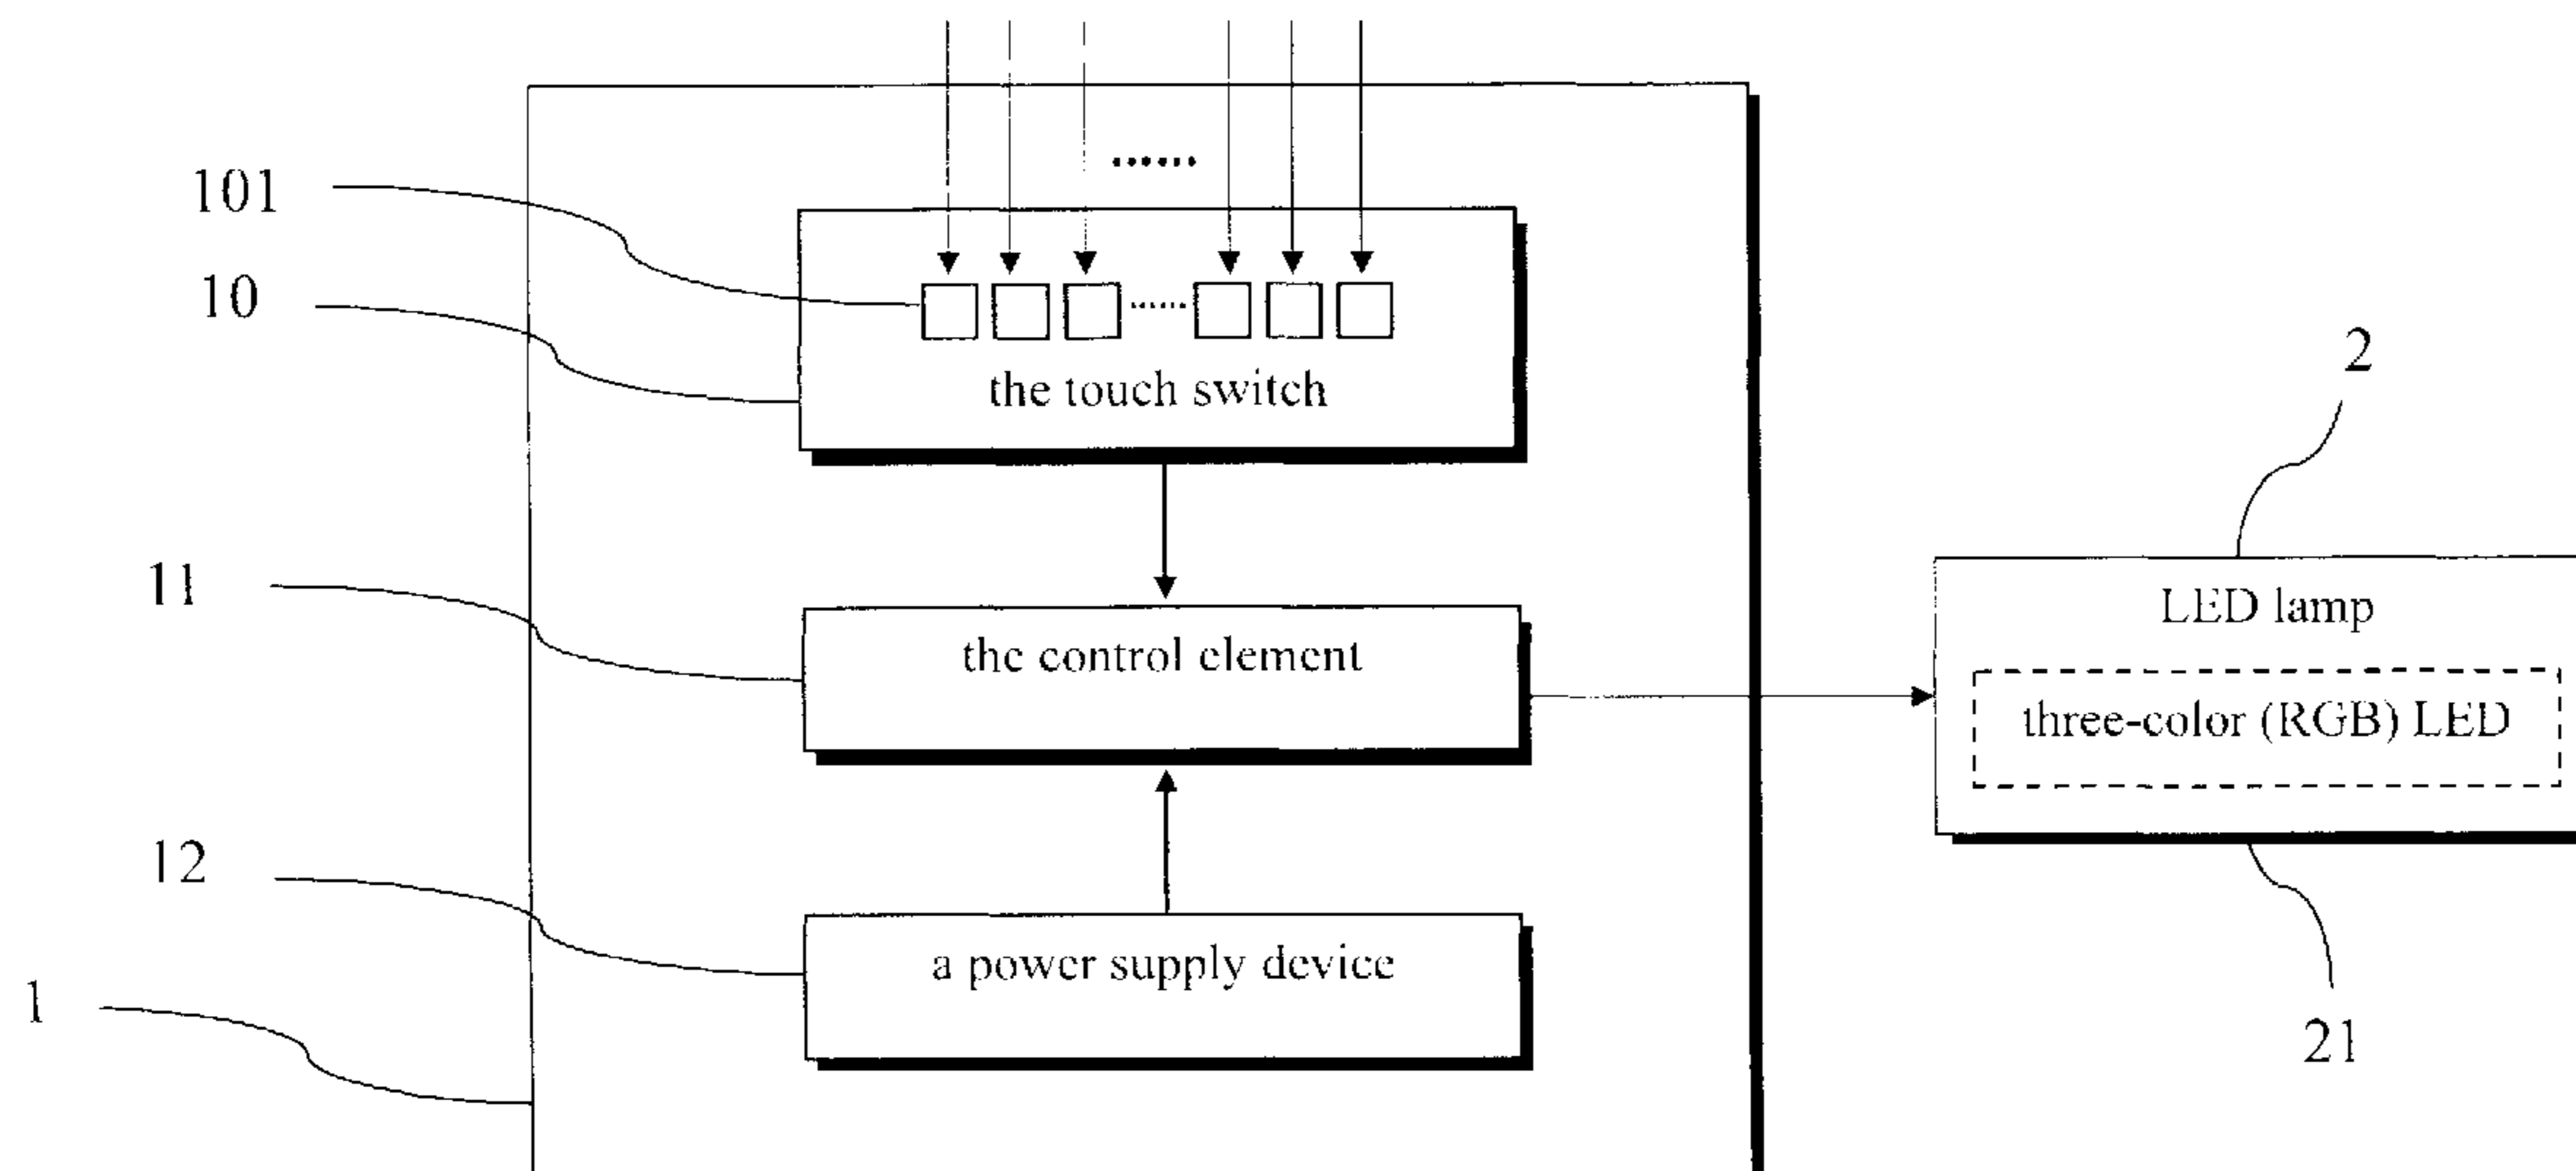 101
10
the touch switch
2
11
the control element
LED lamp
three-color (RGB) LED
12
a power supply device
1
21